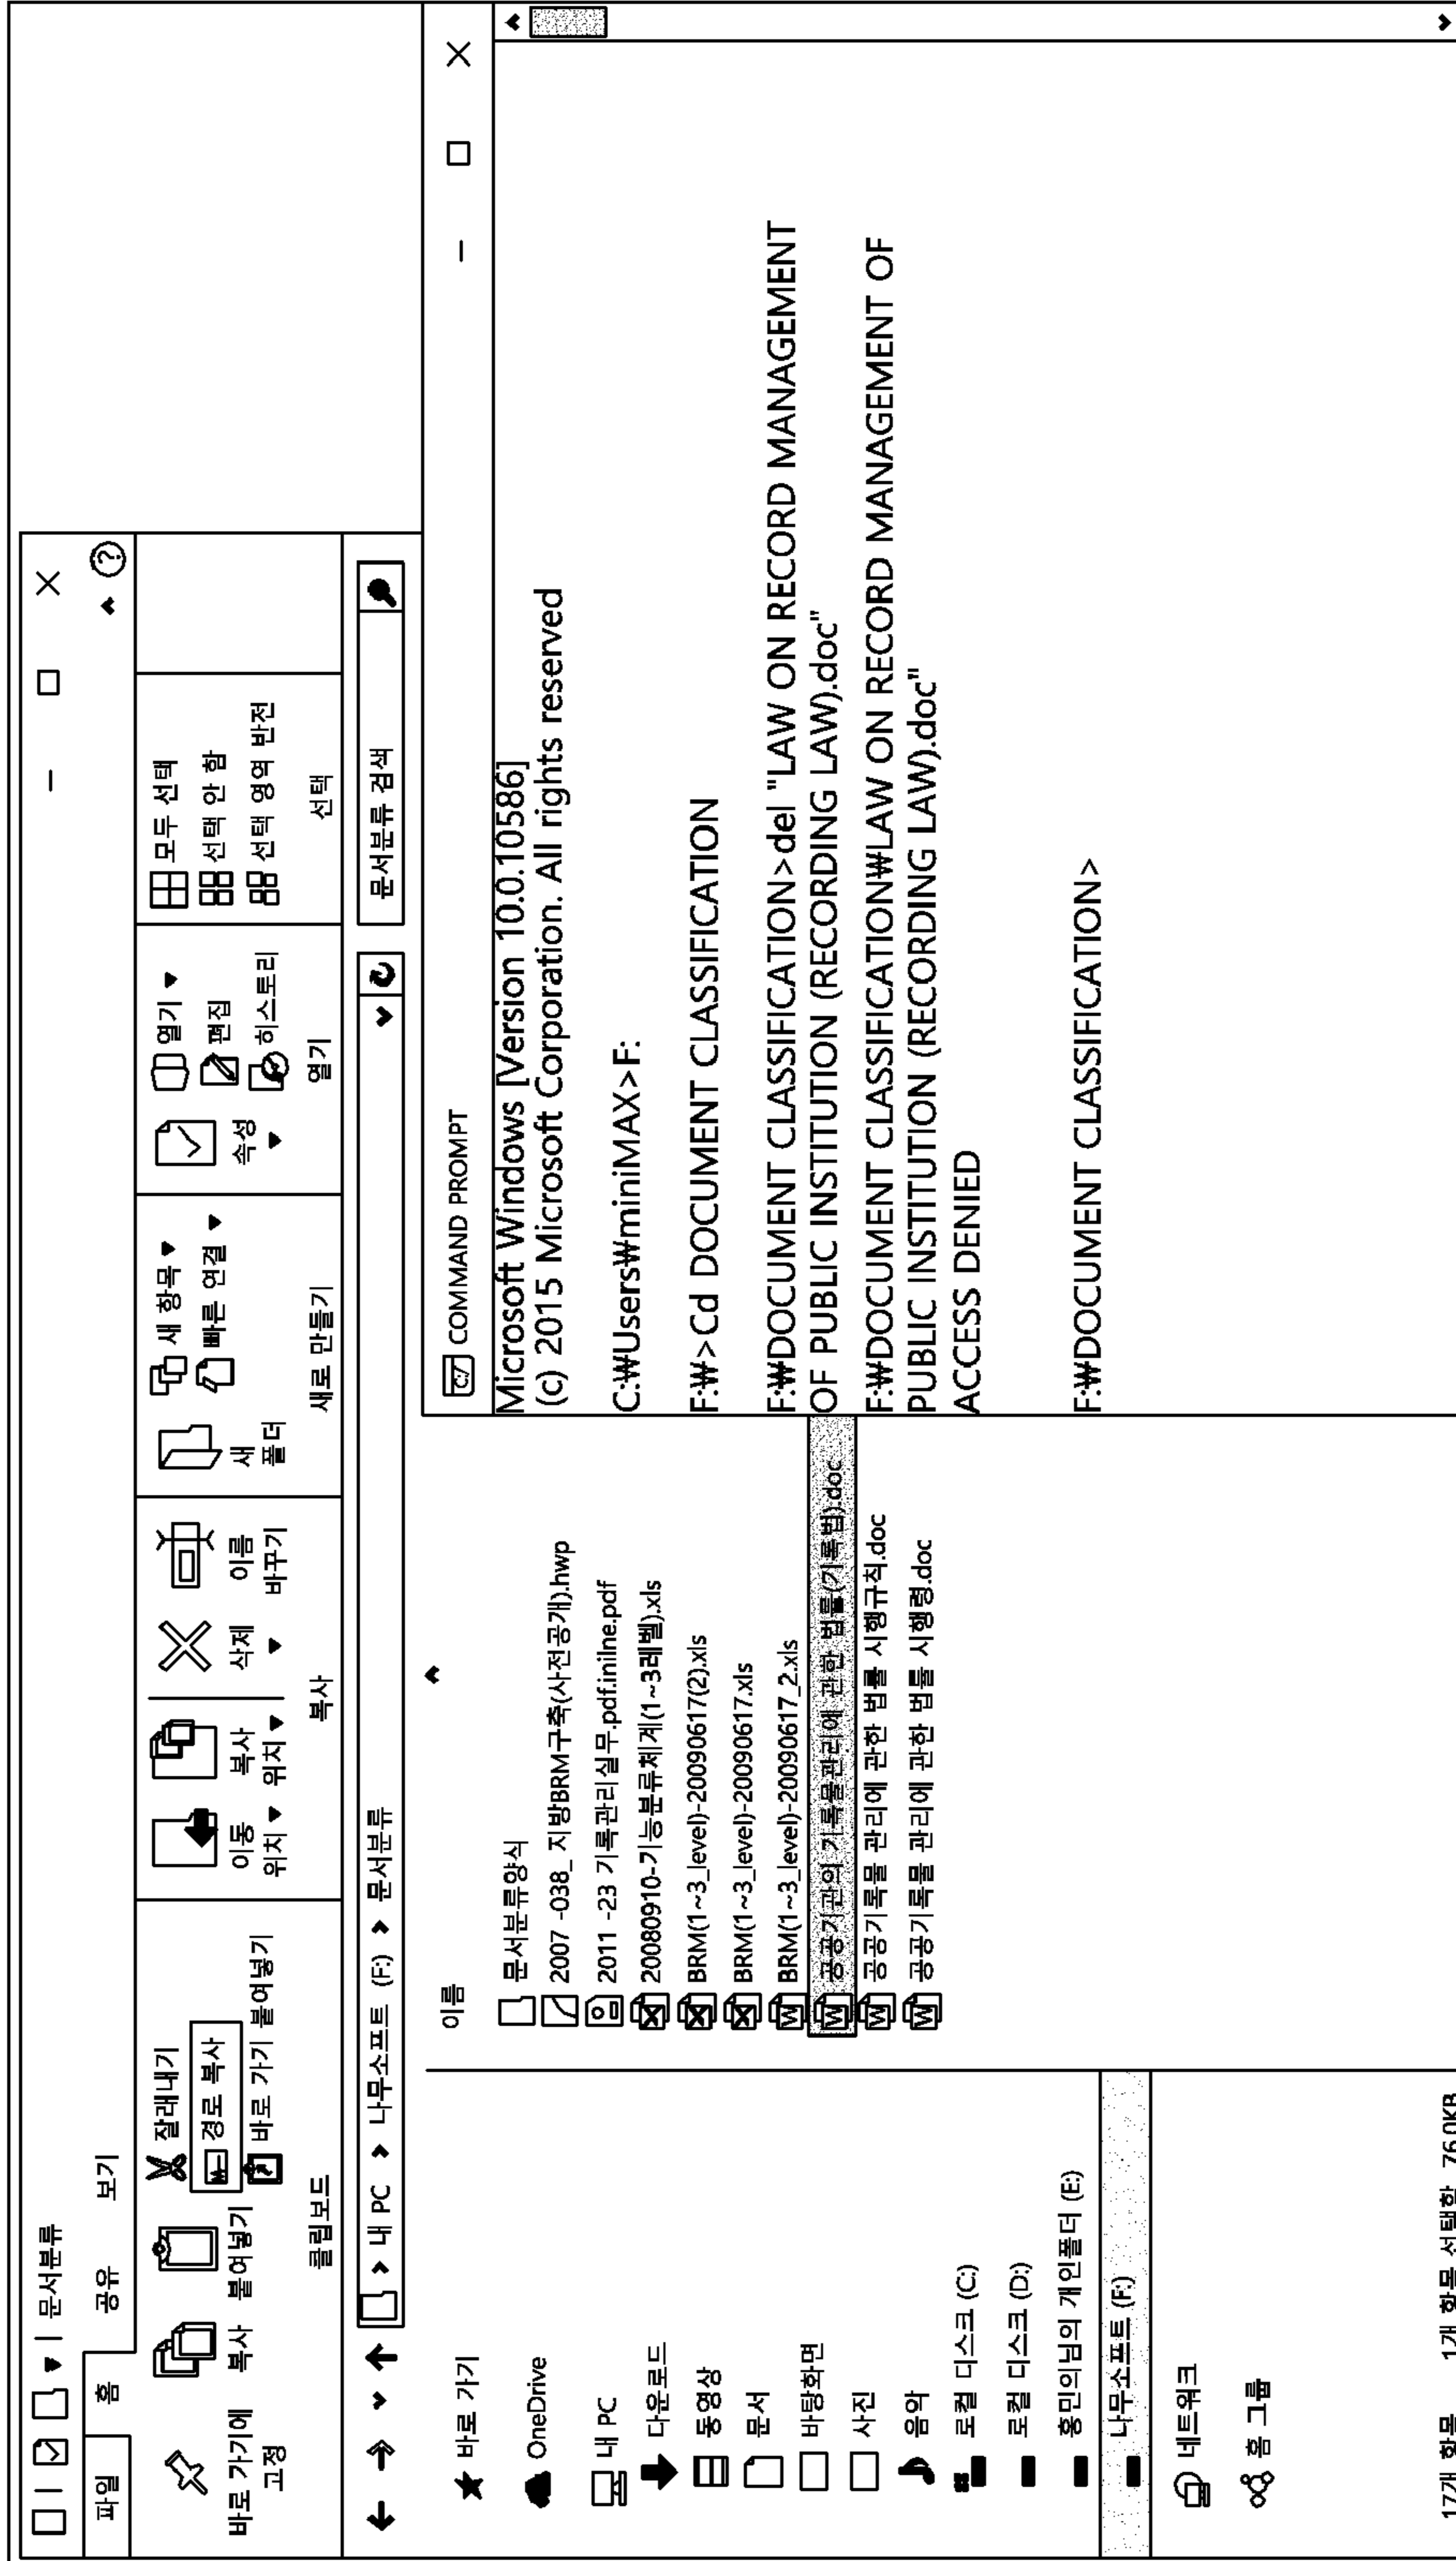 문서분류
파일 홈 공유 보기
바로 가기에
고정
복사
붙여넣기
잘래내기
경로 복사
바로 가기 붙여넣기
클립보드
이동
위치
복사
위치
삭제
이름
바꾸기
복사
새
폴더
새 항목
빠른 연결
새로 만들기
속성
열기
편집
히스토리
열기
모두 선택
선택 안 함
선택 영역 반전
선택
내 PC 나무소프트 (F:) 문서분류
문서분류 검색
바로 가기
OneDrive
내 PC
다운로드
동영상
문서
바탕화면
사진
음악
로컬 디스크 (C:)
로컬 디스크 (D:)
홍민의님의 개인폴더 (E:)
나무소프트 (F:)
네트워크
홈 그룹
이름
문서분류양식
2007 -038_ 지방BRM구축(사전공개).hwp
2011 -23 기록관리실무.pdf.inilne.pdf
20080910-기능분류체계(1~3레벨).xls
BRM(1~3_level)-20090617(2).xls
BRM(1~3_level)-20090617.xls
BRM(1~3_level)-20090617_2.xls
공공기관의 기록물관리에 관한 법률(기록법).doc
공공기록물 관리에 관한 법률 시행규칙.doc
공공기록물 관리에 관한 법률 시행령.doc
COMMAND PROMPT
Microsoft Windows [Version 10.0.10586]
(c) 2015 Microsoft Corporation. All rights reserved
C:₩Users₩miniMAX>F:
F:₩>Cd DOCUMENT CLASSIFICATION
F:₩DOCUMENT CLASSIFICATION>del "LAW ON RECORD MANAGEMENT
OF PUBLIC INSTITUTION (RECORDING LAW).doc"
F:₩DOCUMENT CLASSIFICATION₩LAW ON RECORD MANAGEMENT OF
PUBLIC INSTITUTION (RECORDING LAW).doc"
ACCESS DENIED
F:₩DOCUMENT CLASSIFICATION>
17개 항목 1개 항목 선택함 76.0KB